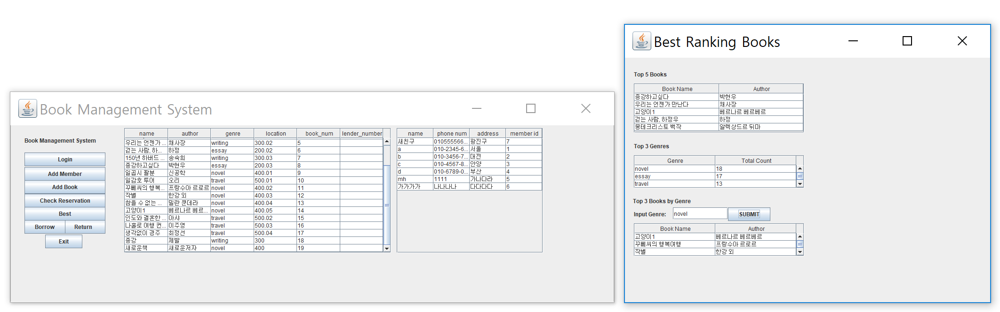 Book Management System
Book Management System
Login
Add Member
Add Book
Check Reservation
Best
Borrow Return
Exit
name author genre location book_num lender_number
우리는 언젠가 ... 채사장 writing 300.02 5
걷는 사람, 하... 하정 essay 200.02 6
150년 하버드 ... 송숙희 writing 300.03 7
종강하고싶다 박현우 essay 200.03 8
일곱시 팔분 신공학 novel 400.01 9
일감호 투어 오리 travel 500.01 10
꾸뻬씨의 행복... 프랑수아 르로르 novel 400.02 11
작별 한강 외 novel 400.03 12
참을 수 없는 ... 밀란 쿤데라 novel 400.04 13
고양이1 베르나르 베르... novel 400.05 14
인도와 결혼한 ... 아샤 travel 500.02 15
나홀로 여행 컨... 이주영 travel 500.03 16
생각없이 경주 최정선 travel 500.04 17
종강 제발 writing 300 18
새로운책 새로운저자 novel 400 19
name phone num address member id
새친구 010555566... 광진구 7
a 010-2345-6... 서울 1
b 010-3456-7... 대전 2
c 010-4567-8... 안양 3
d 010-6789-0... 부산 4
mh 1111 가나다라 5
가가가가 나나나나 다다다다 6
Best Ranking Books
Top 5 Books
Book Name Author
종강하고싶다 박현우
우리는 언젠가 만난다 채사장
고양이1 베르나르 베르베르
걷는 사람, 하정우 하정
몽테크리스토 백작 알렉상드르 뒤마
Top 3 Genres
Genre Total Count
novel 18
essay 17
travel 13
Top 3 Books by Genre
Input Genre: novel SUBMIT
Book Name Author
고양이1 베르나르 베르베르
꾸뻬씨의 행복여행 프랑수아 르로르
작별 한강 외